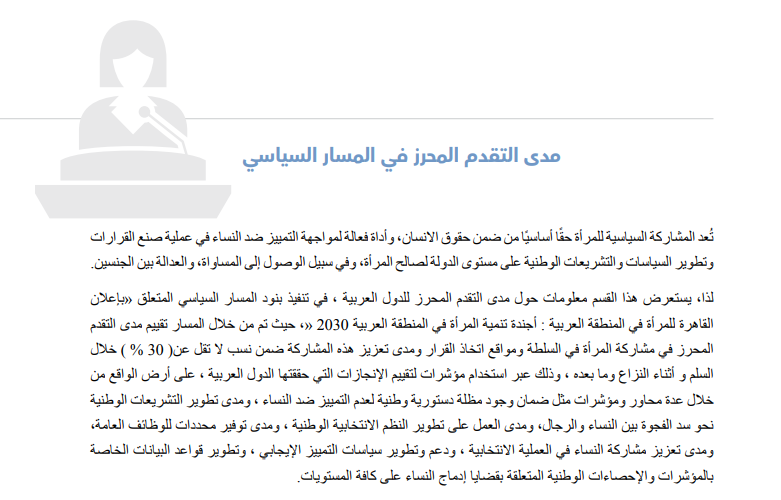 مدى التقدم المحرز في المسار السياسي
تُعد المشاركة السياسية للمرأة حقًا أساسيًا من ضمن حقوق الانسان، وأداة فعالة لمواجهة التمييز ضد النساء في عملية صنع القرارات
وتطوير السياسات والتشريعات الوطنية على مستوى الدولة لصالح المرأة، وفي سبيل الوصول إلى المساواة، والعدالة بين الجنسين.
لذا، يستعرض هذا القسم معلومات حول مدى التقدم المحرز للدول العربية ، في تنفيذ بنود المسار السياسي المتعلق «بإعلان
القاهرة للمرأة في المنطقة العربية : أجندة تنمية المرأة في المنطقة العربية 2030 «، حيث تم من خلال المسار تقييم مدى التقدم
المحرز في مشاركة المرأة في السلطة ومواقع اتخاذ القرار ومدى تعزيز هذه المشاركة ضمن نسب لا تقل عن( 30 % ) خلال
السلم و أثناء النزاع وما بعده ، وذلك عبر استخدام مؤشرات لتقييم الإنجازات التي حققتها الدول العربية ، على أرض الواقع من
خلال عدة محاور ومؤشرات مثل ضمان وجود مظلة دستورية وطنية لعدم التمييز ضد النساء ، ومدى تطوير التشريعات الوطنية
نحو سد الفجوة بين النساء والرجال، ومدى العمل على تطوير النظم الانتخابية الوطنية ، ومدى توفير محددات للوظائف العامة،
ومدى تعزيز مشاركة النساء في العملية الانتخابية ، ودعم وتطوير سياسات التمييز الإيجابي ، وتطوير قواعد البيانات الخاصة
بالمؤشرات والإحصاءات الوطنية المتعلقة بقضايا إدماج النساء على كافة المستويات.